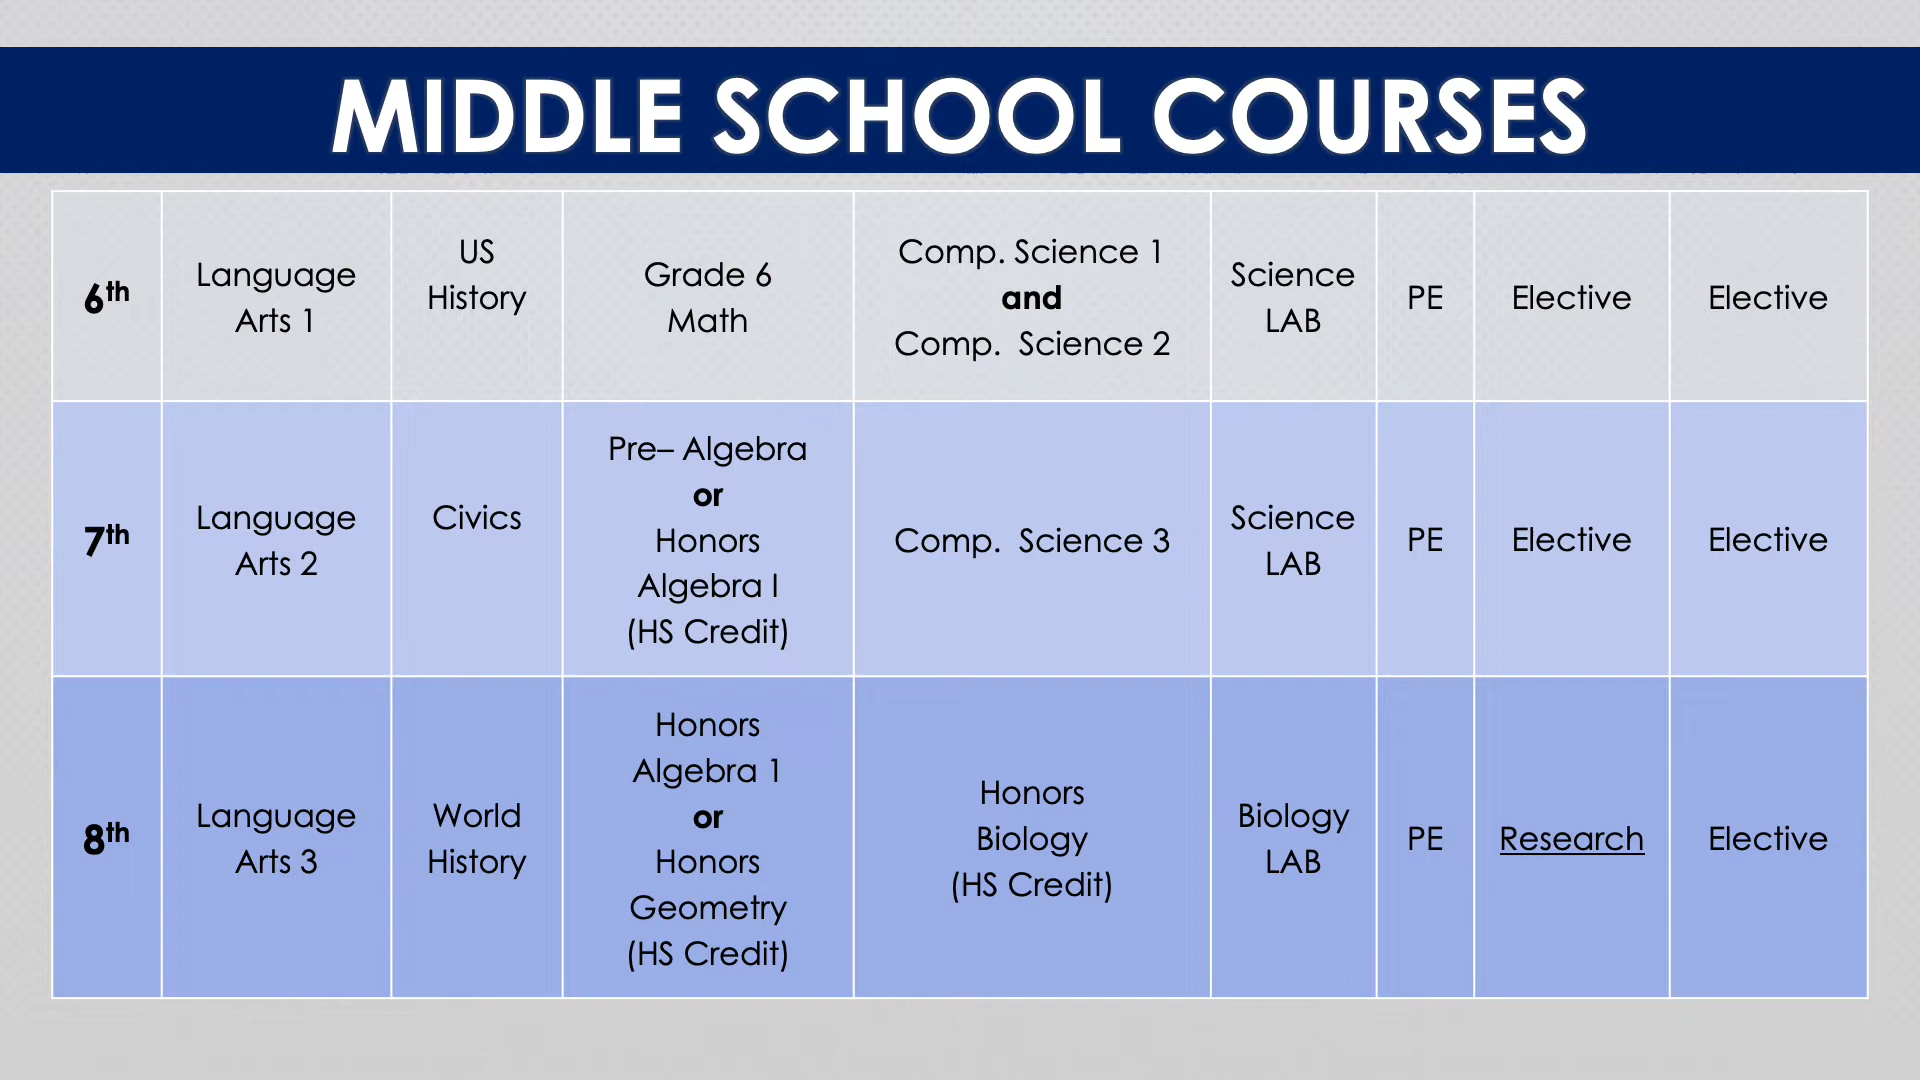 MIDDLE SCHOOL COURSES
6th
Language
Arts 1
US
History
Grade 6
Math
Comp. Science 1
and
Comp.  Science 2
Science
LAB
PE
Elective
Elective
7th
Language
Arts 2
Civics
Pre– Algebra
or
Honors
Algebra I
(HS Credit)
Comp.  Science 3
Science
LAB
PE
Elective
Elective
8th
Language
Arts 3
World
History
Honors
Algebra 1
or
Honors
Geometry
(HS Credit)
Honors
Biology
(HS Credit)
Biology
LAB
PE
Research
Elective